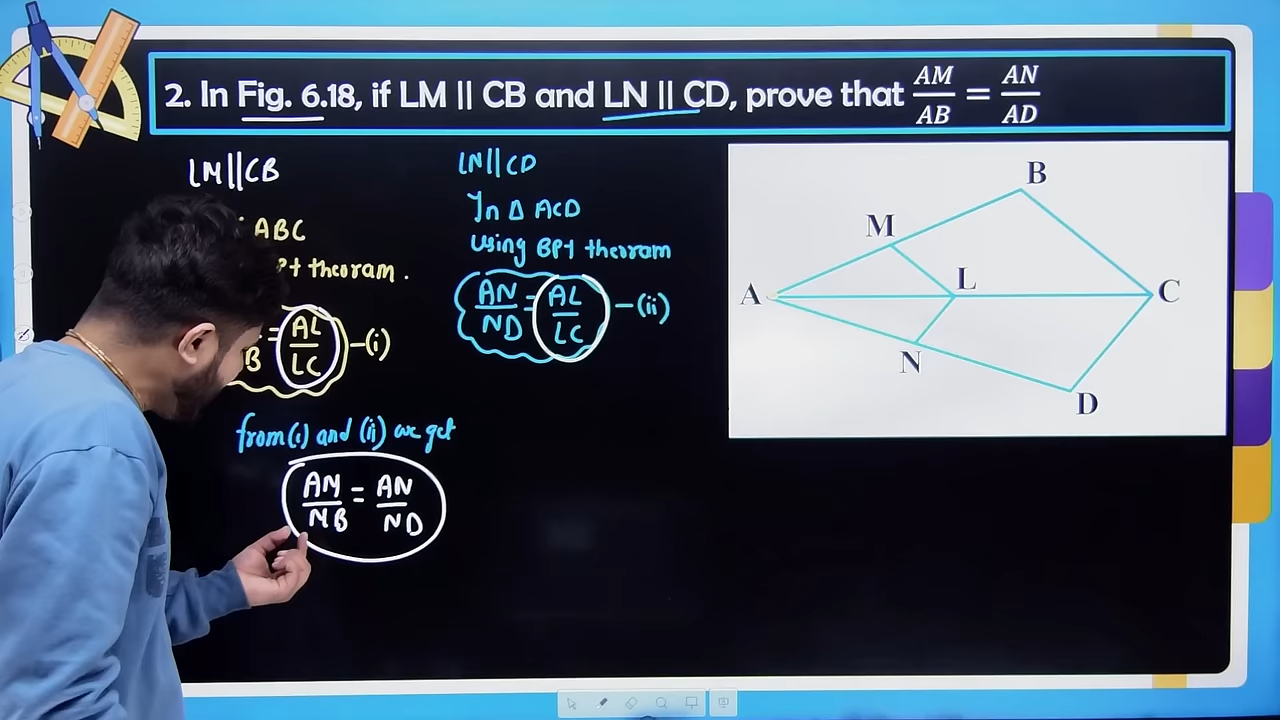 2. In Fig. 6.18, if LM || CB and LN || CD, prove that AM/AB = AN/AD
LM||CB
ABC
theoram.
B = AL/LC -(i)
from (i) and (ii) we get
AM/MB = AN/ND
LN||CD
In Δ ACD
using BPT theoram
AN/ND = AL/LC -(ii)
B
M
A
L
C
N
D